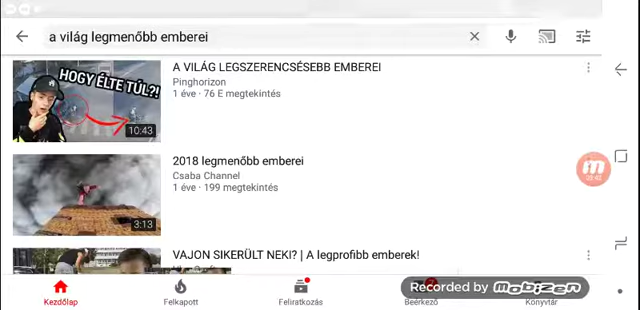 a világ legmenőbb emberei
HOGY ÉLTE TÚL?!
10:43
A VILÁG LEGSZERENCSÉSEBB EMBEREI
Pinghorizon
1 éve · 76 E megtekintés
3:13
2018 legmenőbb emberei
Csaba Channel
1 éve · 199 megtekintés
VAJON SIKERÜLT NEKI? | A legprofibb emberek!
Kezdőlap
Felkapott
Feliratkozás
Beérkező
Könyvtár
Recorded by mobizen